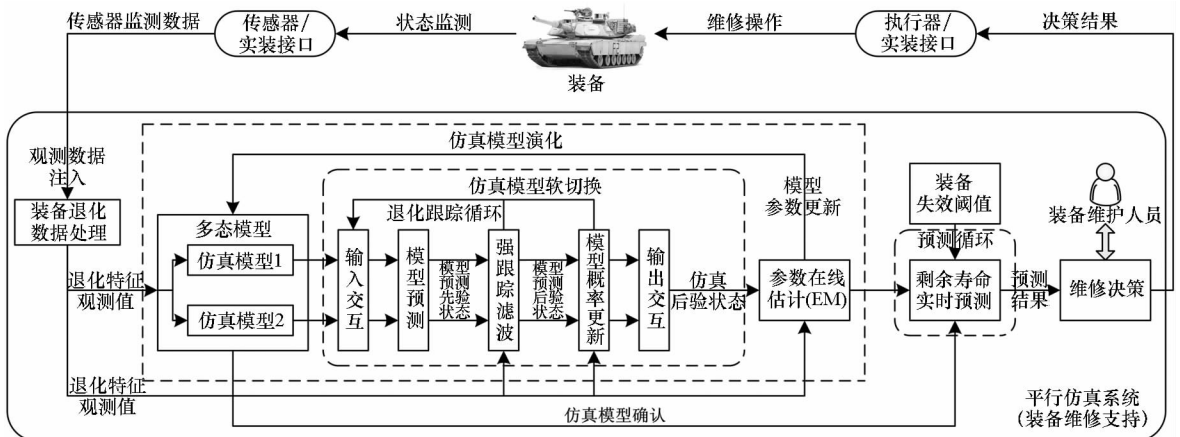 传感器监测数据
传感器/
实装接口
状态监测
装备
维修操作
执行器/
实装接口
决策结果
观测数据
注入
装备退化
数据处理
退化特征
观测值
退化特征
观测值
仿真模型演化
多态模型
仿真模型1
仿真模型2
仿真模型软切换
退化跟踪循环
输入交互
模型预测
模型预测先验状态
强跟踪滤波
模型预测后验状态
模型概率更新
输出交互
仿真
后验状态
模型
参数更新
参数在线
估计(EM)
装备
失效阈值
预测循环
剩余寿命
实时预测
预测
结果
装备维护人员
维修决策
仿真模型确认
平行仿真系统
(装备维修支持)